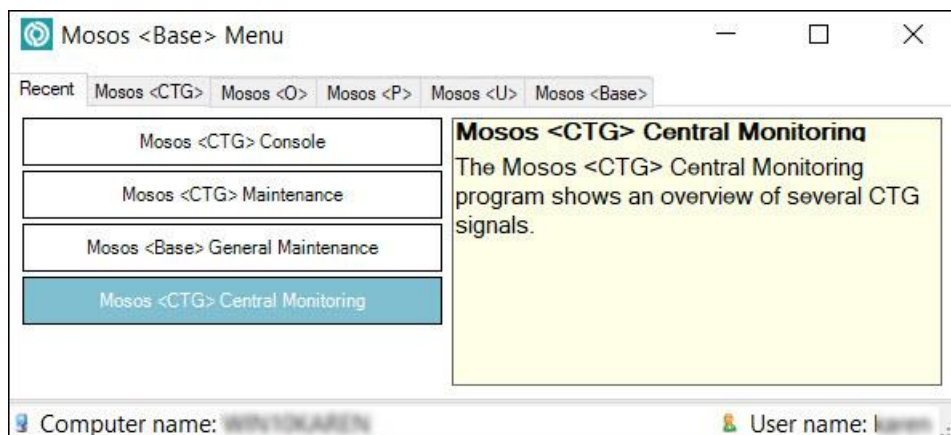 Mosos <Base> Menu
Recent Mosos <CTG> Mosos <O> Mosos <P> Mosos <U> Mosos <Base>
Mosos <CTG> Console
Mosos <CTG> Maintenance
Mosos <Base> General Maintenance
Mosos <CTG> Central Monitoring
Mosos <CTG> Central Monitoring
The Mosos <CTG> Central Monitoring
program shows an overview of several CTG
signals.
Computer name:
User name: